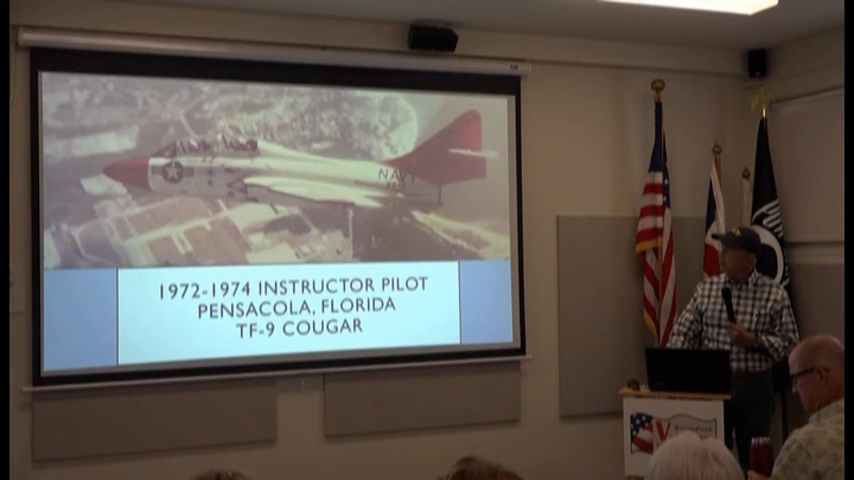 NAVY
1972-1974 INSTRUCTOR PILOT
PENSACOLA, FLORIDA
TF-9 COUGAR
V